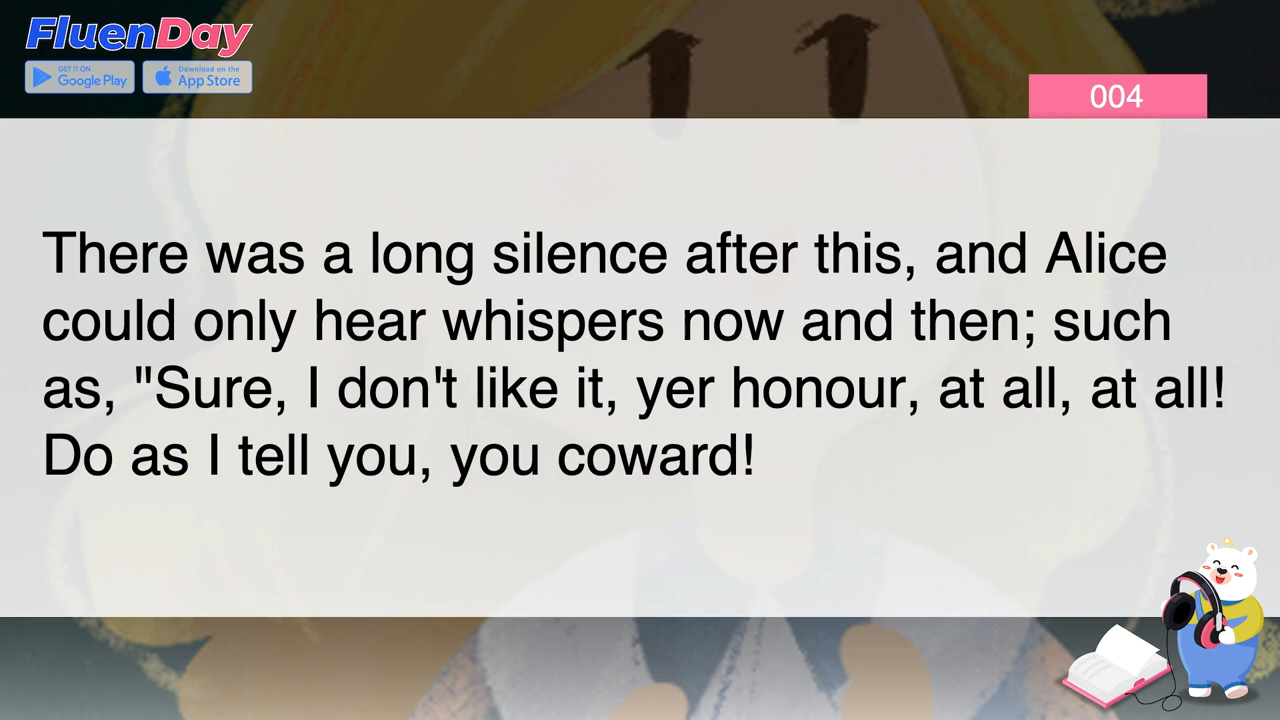 FluenDay
GET IT ON
Google Play
Download on the
App Store
004
There was a long silence after this, and Alice
could only hear whispers now and then; such
as, "Sure, I don't like it, yer honour, at all, at all!
Do as I tell you, you coward!